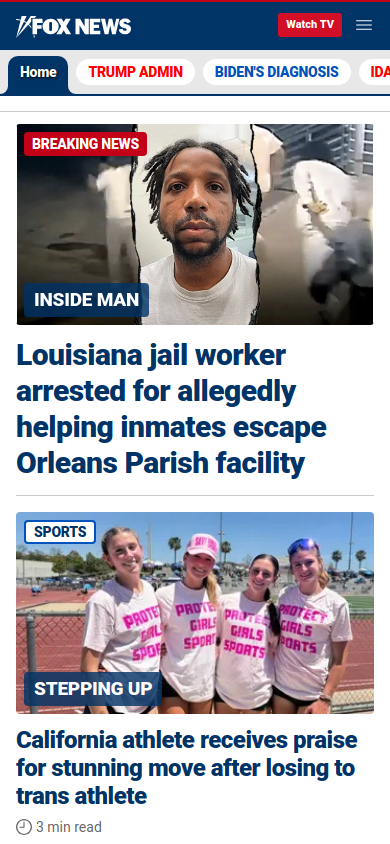 FOX NEWS
Watch TV
Home
TRUMP ADMIN
BIDEN'S DIAGNOSIS
IDA
BREAKING NEWS
INSIDE MAN
Louisiana jail worker
arrested for allegedly
helping inmates escape
Orleans Parish facility
SPORTS
SAVE GIRLS
PROTECT
GIRLS
SPORTS
PROTECT
GIRLS
SPORTS
PROTECT
GIRLS
SPORTS
PROTECT
GIRLS
SPORTS
STEPPING UP
California athlete receives praise
for stunning move after losing to
trans athlete
3 min read